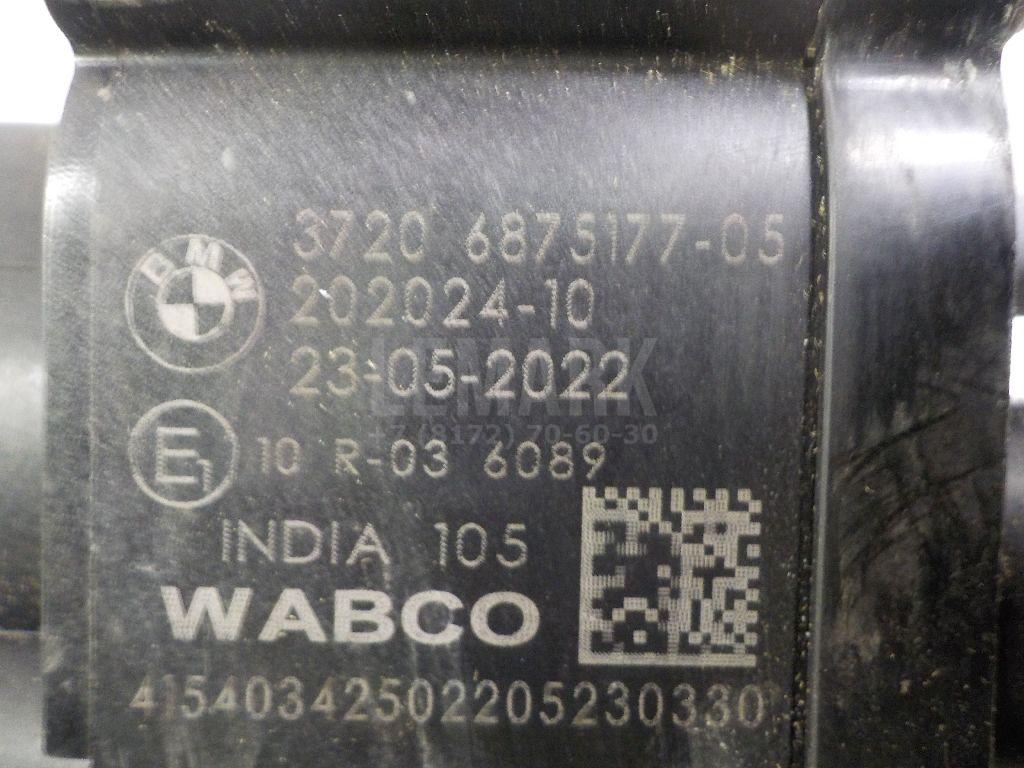 3720 6875177-05
BMW
202024-10
23-05-2022
LEMARK
+7 (8172) 70-60-30
E1 10 R-03 6089
INDIA 105
WABCO
41540342502205230330